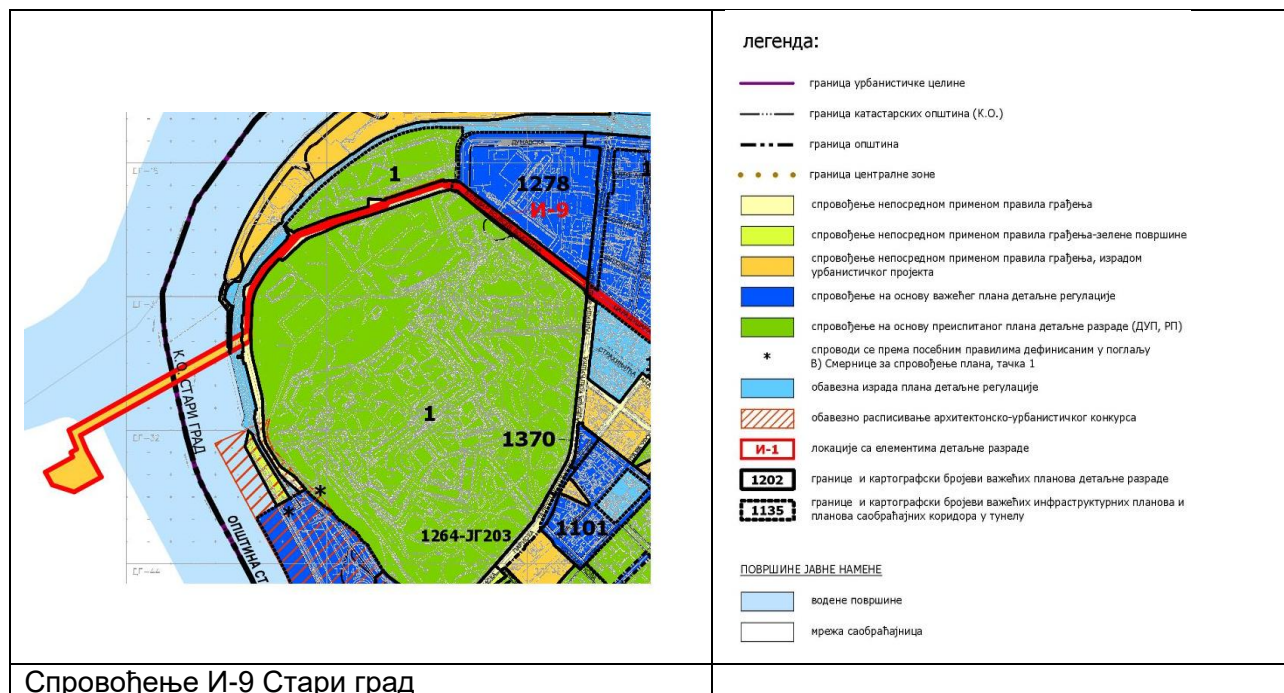 1
1278
И-9
1
1370
1264-ЈГ203
1101
К.О. СТАРИ ГРАД
ОПШТИНА СТ
*
**
ДУНАВСКА
легенда:
граница урбанистичке целине
граница катастарских општина (К.О.)
граница општина
граница централне зоне
спровођење непосредном применом правила грађења
спровођење непосредном применом правила грађења-зелене површине
спровођење непосредном применом правила грађења, израдом
урбанистичког пројекта
спровођење на основу важећег плана детаљне регулације
спровођење на основу преиспитаног плана детаљне разраде (ДУП, РП)
* спроводи се према посебним правилима дефинисаним у поглаљу
В) Смернице за спровођење плана, тачка 1
обавезна израда плана детаљне регулације
обавезно расписивање архитектонско-урбанистичког конкурса
И-1 локације са елементима детаљне разраде
1202 границе и картографски бројеви важећих планова детаљне разраде
1135 границе и картографски бројеви важећих инфраструктурних планова и
планова саобраћајних коридора у тунелу
ПОВРШИНЕ ЈАВНЕ НАМЕНЕ
водене површине
мрежа саобраћајница
Спровођење И-9 Стари град